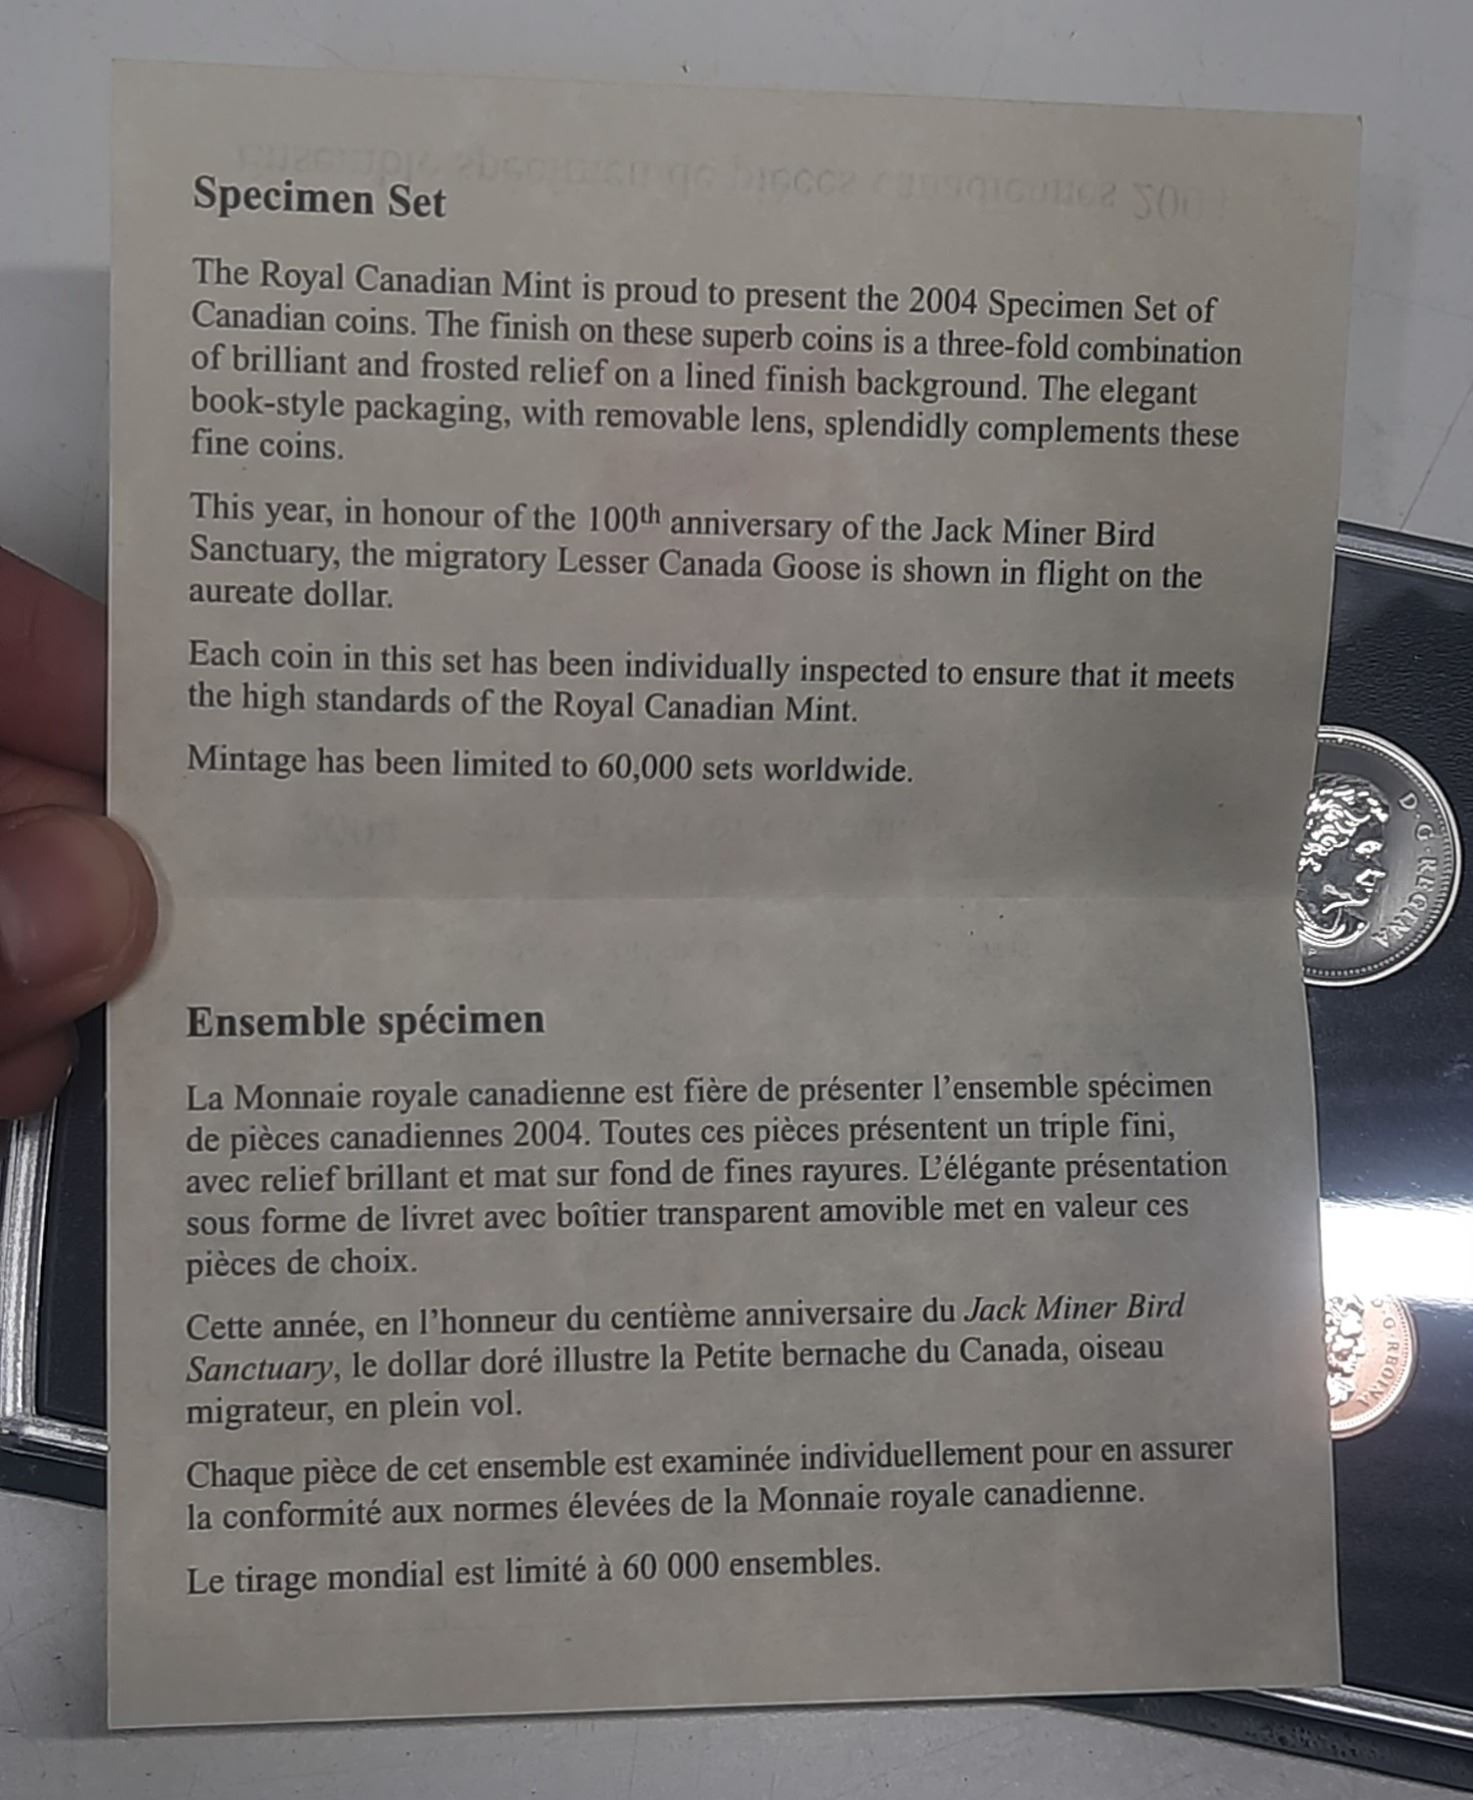 Specimen Set
The Royal Canadian Mint is proud to present the 2004 Specimen Set of
Canadian coins. The finish on these superb coins is a three-fold combination
of brilliant and frosted relief on a lined finish background. The elegant
book-style packaging, with removable lens, splendidly complements these
fine coins.
This year, in honour of the 100th anniversary of the Jack Miner Bird
Sanctuary, the migratory Lesser Canada Goose is shown in flight on the
aureate dollar.
Each coin in this set has been individually inspected to ensure that it meets
the high standards of the Royal Canadian Mint.
Mintage has been limited to 60,000 sets worldwide.
Ensemble spécimen
La Monnaie royale canadienne est fière de présenter l’ensemble spécimen
de pièces canadiennes 2004. Toutes ces pièces présentent un triple fini,
avec relief brillant et mat sur fond de fines rayures. L’élégante présentation
sous forme de livret avec boîtier transparent amovible met en valeur ces
pièces de choix.
Cette année, en l’honneur du centième anniversaire du Jack Miner Bird
Sanctuary, le dollar doré illustre la Petite bernache du Canada, oiseau
migrateur, en plein vol.
Chaque pièce de cet ensemble est examinée individuellement pour en assurer
la conformité aux normes élevées de la Monnaie royale canadienne.
Le tirage mondial est limité à 60 000 ensembles.
D·G·REGINA
G·REGINA